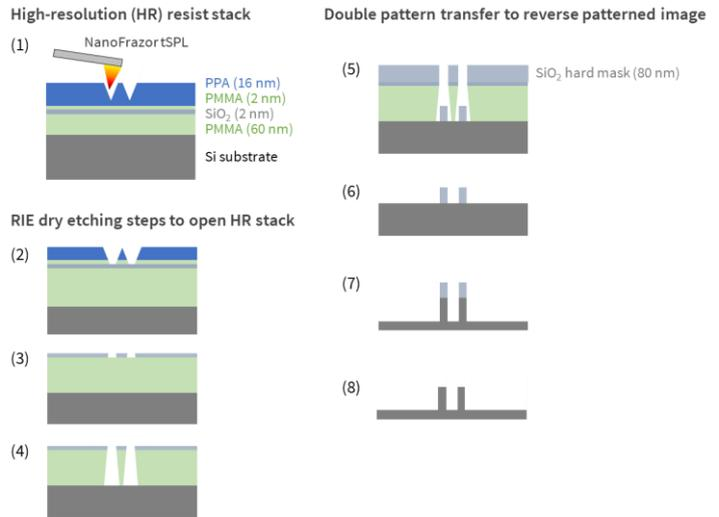 High-resolution (HR) resist stack
(1)
NanoFrazor tSPL
PPA (16 nm)
PMMA (2 nm)
SiO₂ (2 nm)
PMMA (60 nm)
Si substrate
RIE dry etching steps to open HR stack
(2)
(3)
(4)
Double pattern transfer to reverse patterned image
(5)
SiO₂ hard mask (80 nm)
(6)
(7)
(8)